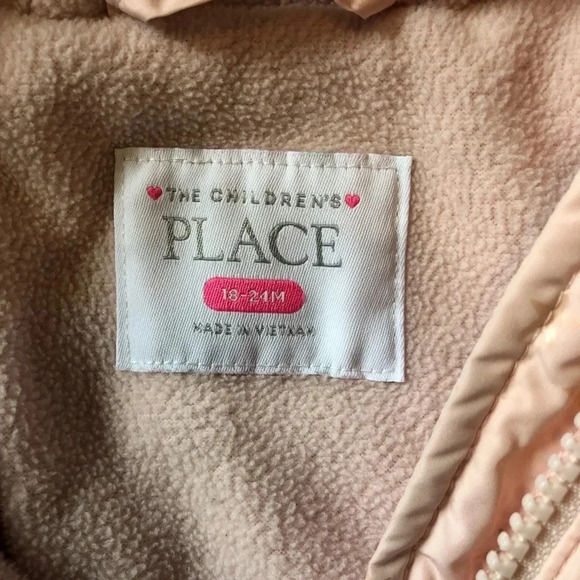 THE CHILDREN'S
PLACE
18-24M
MADE IN VIETNAM